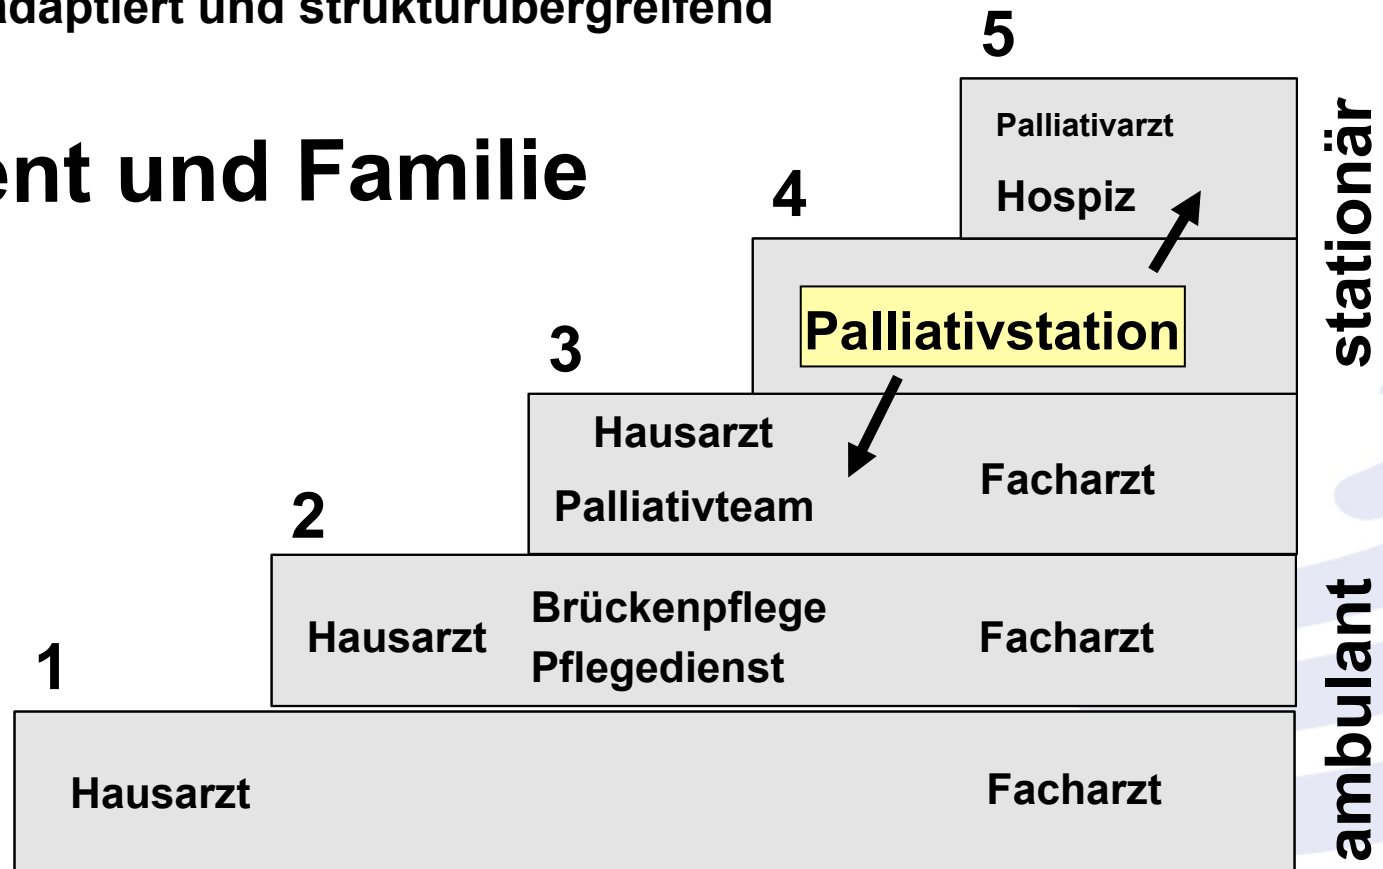 adaptiert und strukturübergreifend
ent und Familie
5
Palliativarzt
Hospiz
4
Palliativstation
3
Hausarzt
Palliativteam
Facharzt
2
Hausarzt
Brückenpflege
Pflegedienst
Facharzt
1
Hausarzt
Facharzt
stationär
ambulant